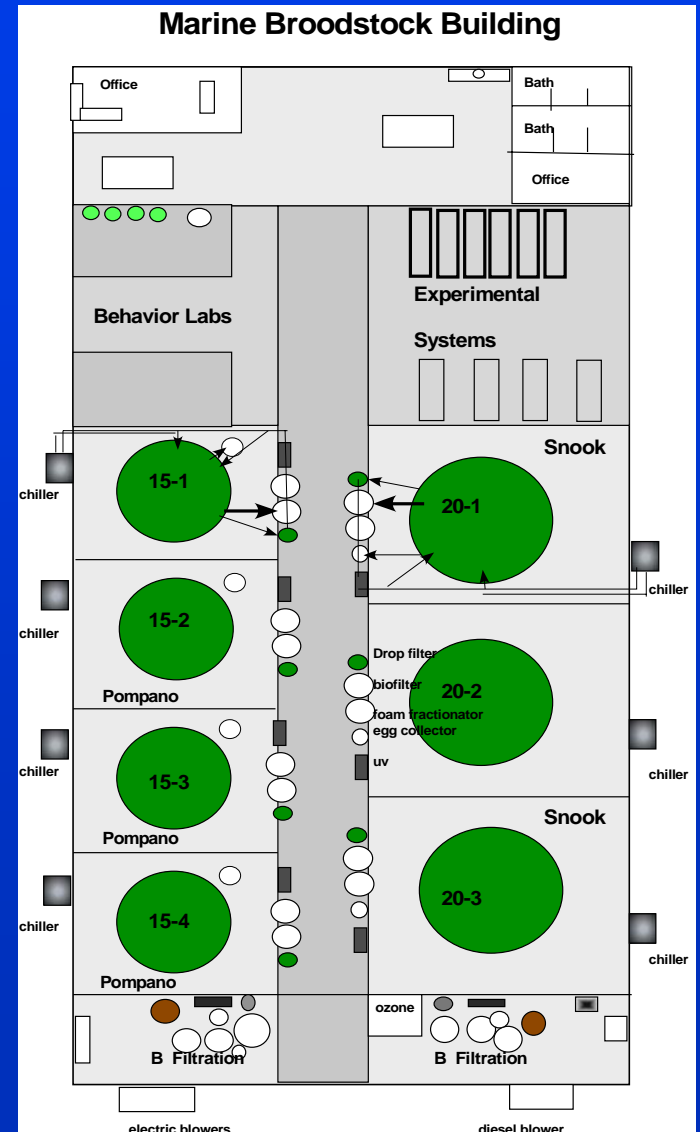 Marine Broodstock Building
Office
Bath
Bath
Office
Behavior Labs
Experimental
Systems
Snook
15-1
20-1
chiller
chiller
15-2
chiller
Pompano
Drop filter
biofilter
foam fractionator
egg collector
uv
20-2
15-3
chiller
chiller
Pompano
Snook
15-4
20-3
chiller
chiller
Pompano
ozone
B Filtration
B Filtration
electric blowers
diesel blower